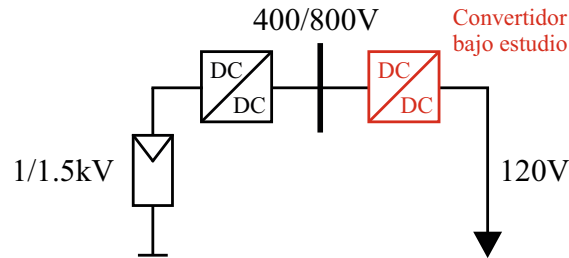 400/800V
Convertidor
bajo estudio
DC
DC
DC
DC
1/1.5kV
120V